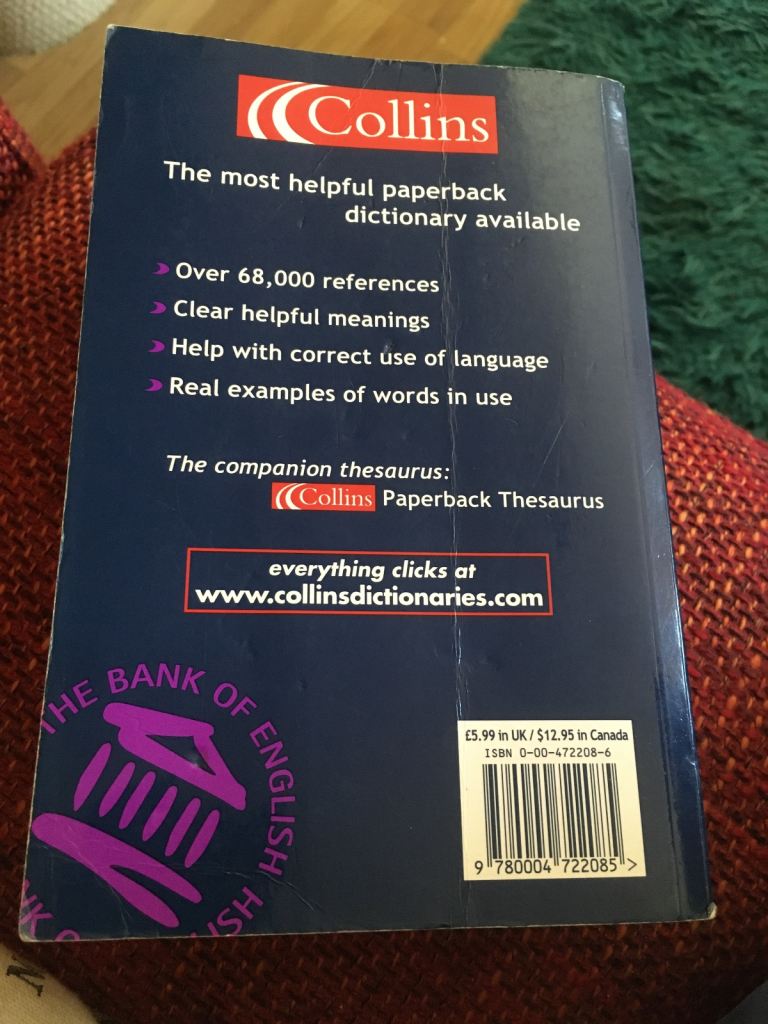 Collins
The most helpful paperback
dictionary available
Over 68,000 references
Clear helpful meanings
Help with correct use of language
Real examples of words in use
The companion thesaurus:
Collins Paperback Thesaurus
everything clicks at
www.collinsdictionaries.com
THE BANK OF ENGLISH
£5.99 in UK / $12.95 in Canada
ISBN 0-00-472208-6
9 780004 722085 >